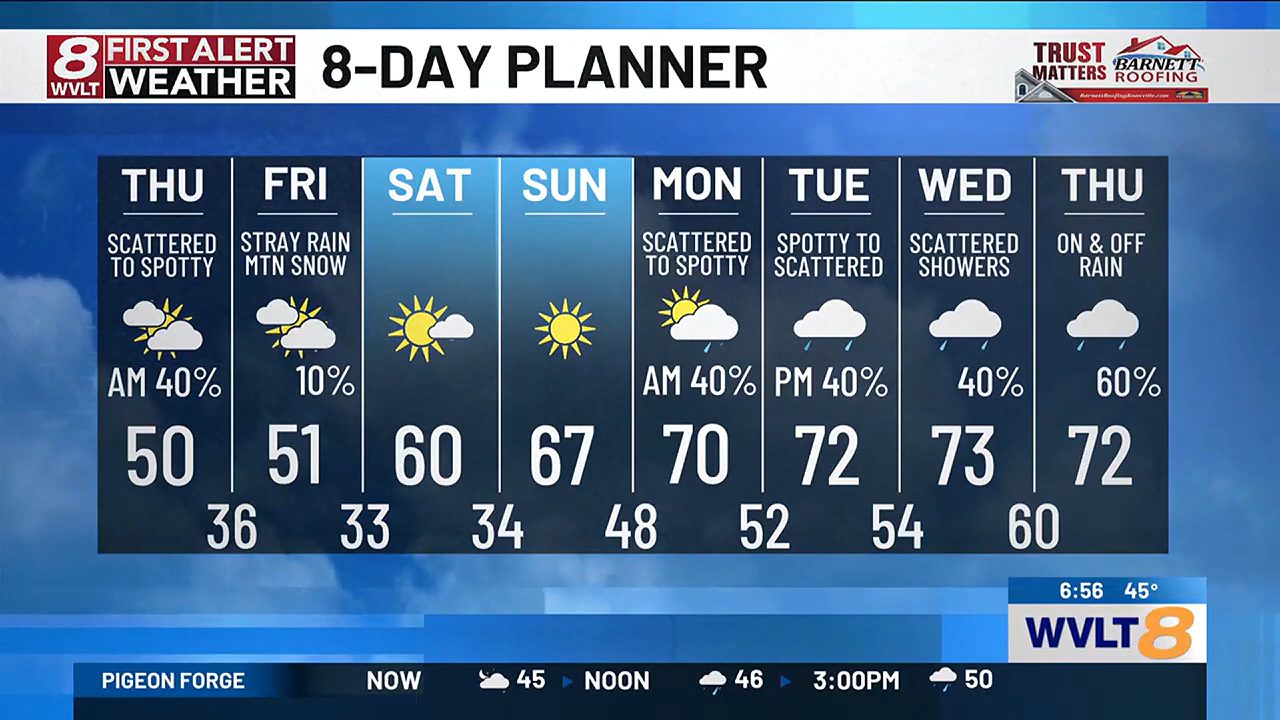 8 FIRST ALERT
WVLT WEATHER
8-DAY PLANNER
TRUST
MATTERS
BARNETT
ROOFING
BarnettRoofingKnoxville.com
THU FRI SAT SUN MON TUE WED THU
SCATTERED
TO SPOTTY
STRAY RAIN
MTN SNOW
SCATTERED
TO SPOTTY
SPOTTY TO
SCATTERED
SCATTERED
SHOWERS
ON & OFF
RAIN
AM 40% 10% AM 40% PM 40% 40% 60%
50 51 60 67 70 72 73 72
36 33 34 48 52 54 60
6:56 45°
WVLT 8
PIGEON FORGE NOW 45 NOON 46 3:00PM 50